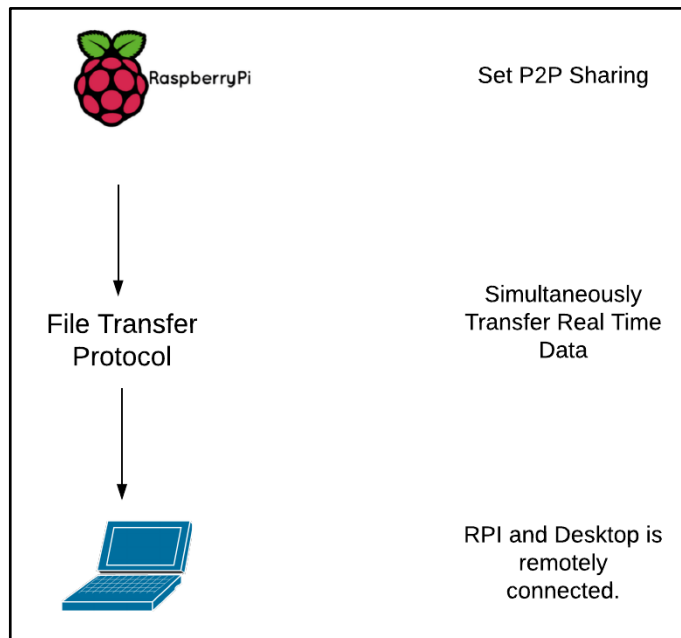 RaspberryPi
Set P2P Sharing
File Transfer
Protocol
Simultaneously
Transfer Real Time
Data
RPI and Desktop is
remotely
connected.